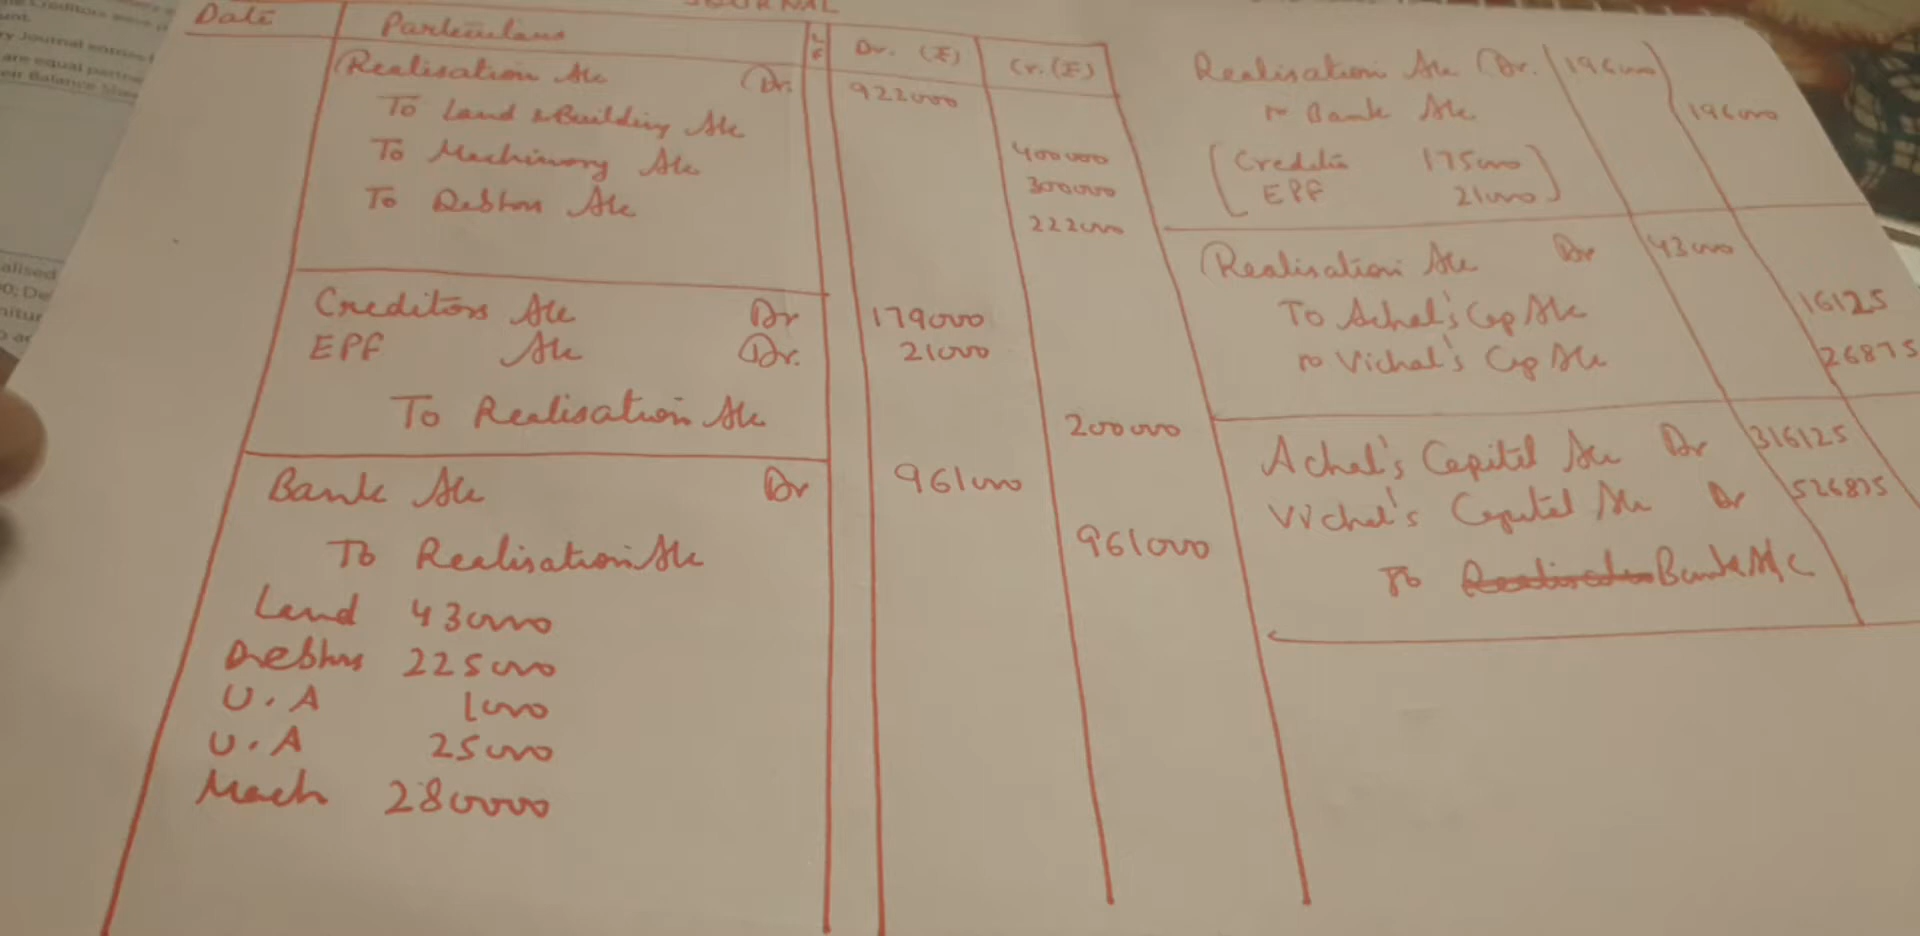 JOURNAL
Date Particulars L F Dr. (₹) Cr. (₹)
Realisation A/c Dr. 922000
To Land & Building A/c 400000
To Machinery A/c 300000
To Debtors A/c 222000
Creditors A/c Dr 179000
EPF A/c Dr. 21000
To Realisation A/c 200000
Bank A/c Dr 961000
To Realisation A/c 961000
Land 430000
Debtors 225000
U.A 1000
U.A 25000
Mach 280000
Realisation A/c Dr. 196000
To Bank A/c 196000
Creditors 175000
EPF 21000
Realisation A/c Dr 43000
To Achal's Cap A/c 16125
To Vichal's Cap A/c 26875
Achal's Capital A/c Dr 316125
Vichal's Capital A/c Dr 526875
To Bank A/c